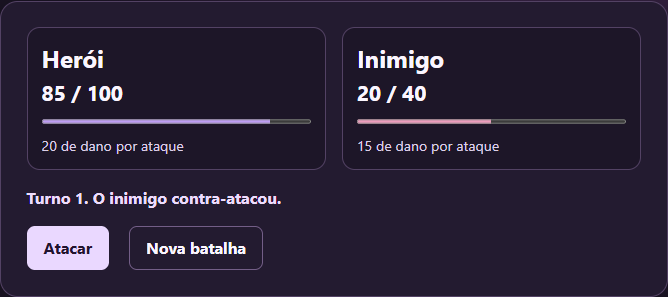 Herói
85 / 100
20 de dano por ataque
Inimigo
20 / 40
15 de dano por ataque
Turno 1. O inimigo contra-atacou.
Atacar
Nova batalha